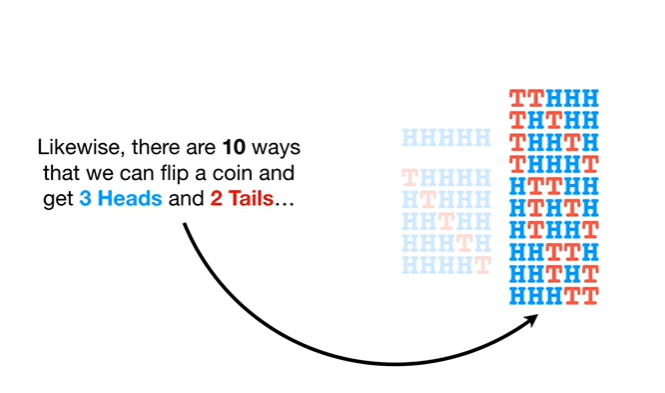 Likewise, there are 10 ways
that we can flip a coin and
get 3 Heads and 2 Tails...
HHHHH
THHHH
HTHHH
HHTHH
HHHTH
HHHHT
TTHHH
THTHH
THHTH
THHHT
HTTHH
HTHTH
HTHHT
HHTTH
HHTHT
HHHTT